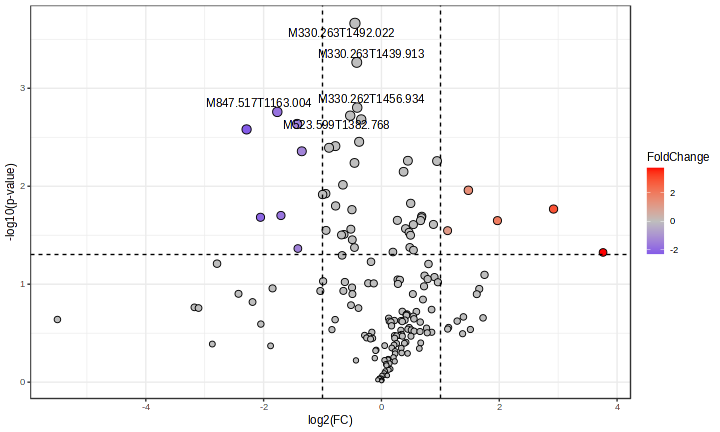 M330.263T1492.022
M330.263T1439.913
M330.262T1456.934
M847.517T1163.004
M523.599T1382.768
3
2
1
0
-4
-2
0
2
4
log2(FC)
-log10(p-value)
FoldChange
2
0
-2